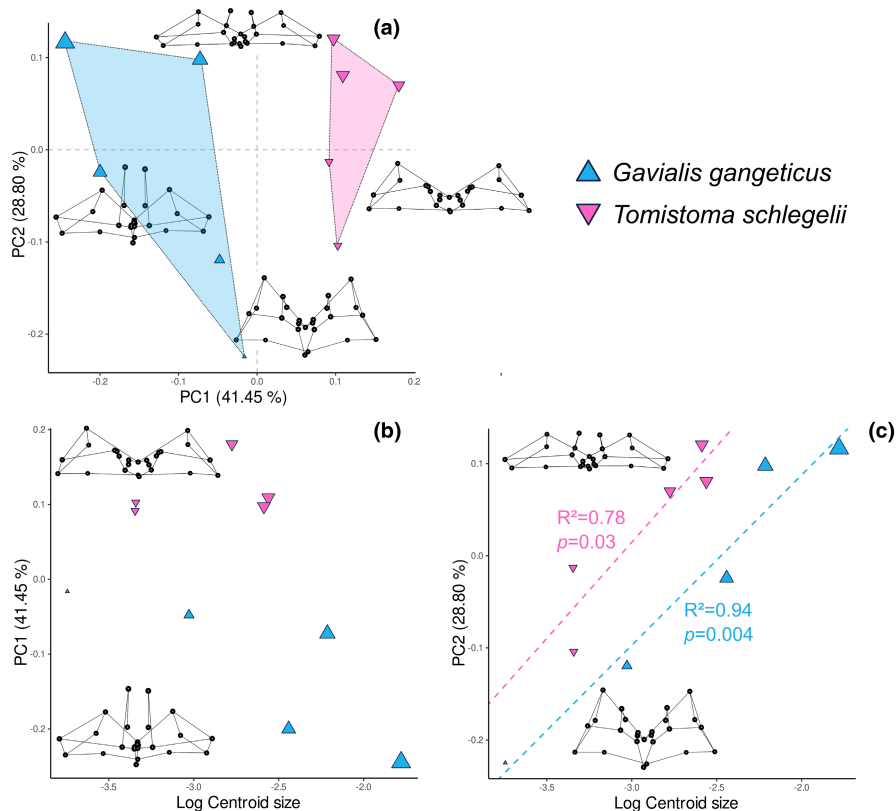 (a)
0.1
0.0
-0.1
-0.2
PC2 (28.80 %)
-0.2
-0.1
0.0
0.1
0.2
PC1 (41.45 %)
Gavialis gangeticus
Tomistoma schlegelii
(b)
0.2
0.1
0.0
-0.1
-0.2
PC1 (41.45 %)
-3.5
-3.0
-2.5
-2.0
Log Centroid size
(c)
0.1
0.0
-0.1
-0.2
PC2 (28.80 %)
R²=0.78
p=0.03
R²=0.94
p=0.004
-3.5
-3.0
-2.5
-2.0
Log Centroid size